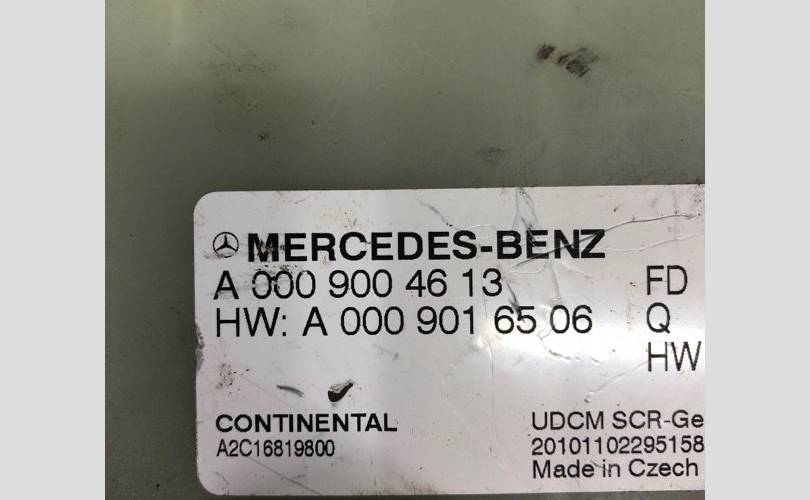 MERCEDES-BENZ
A 000 900 46 13 FD
HW: A 000 901 65 06 Q
HW
CONTINENTAL UDCM SCR-Ge
A2C16819800 20101102295158
Made in Czech